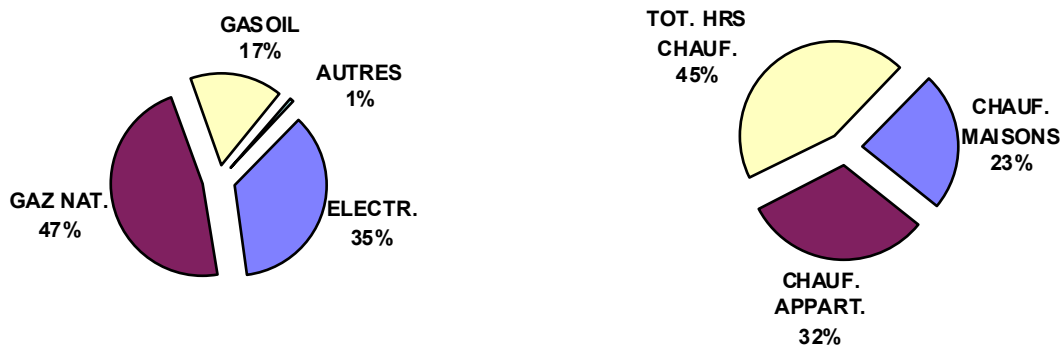 GASOIL
17%
AUTRES
1%
GAZ NAT.
47%
ELECTR.
35%
TOT. HRS
CHAUF.
45%
CHAUF.
MAISONS
23%
CHAUF.
APPART.
32%